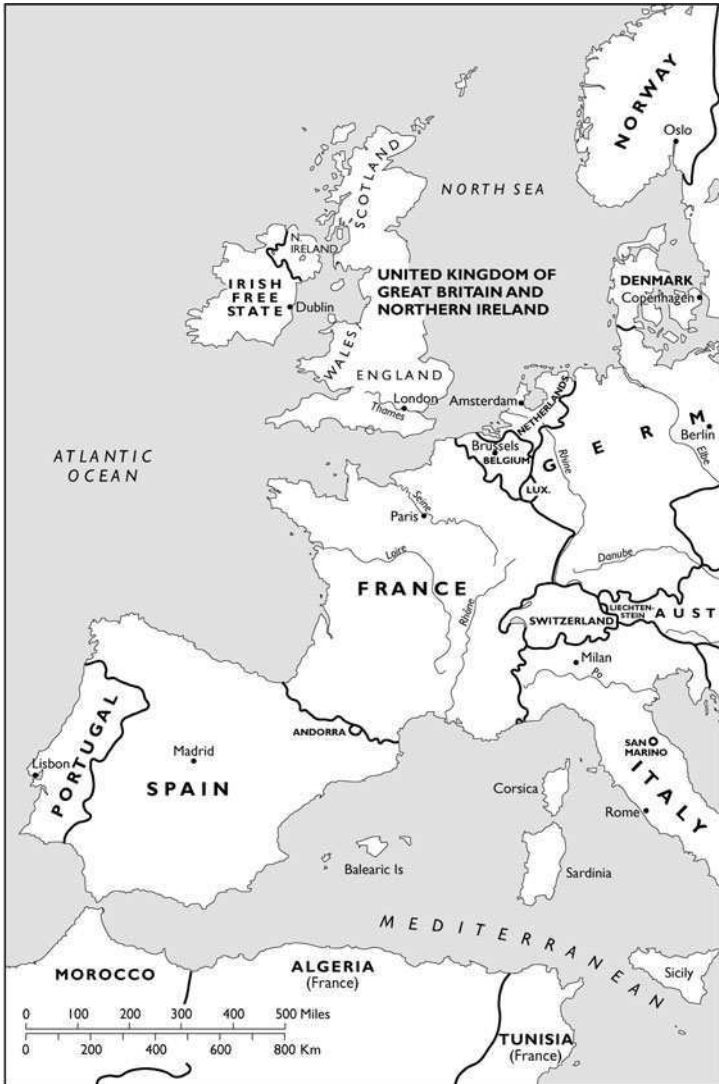 NORWAY
Oslo
NORTH SEA
SCOTLAND
N.
IRELAND
UNITED KINGDOM OF
GREAT BRITAIN AND
NORTHERN IRELAND
IRISH
FREE
STATE
Dublin
DENMARK
Copenhagen
WALES
ENGLAND
London
Thames
Amsterdam
NETHERLANDS
Brussels
BELGIUM
GERM
Berlin
Rhine
Elbe
LUX.
ATLANTIC
OCEAN
Paris
Seine
Loire
FRANCE
Rhône
Danube
SWITZERLAND
LIECHTEN-
STEIN
AUST
Milan
Po
PORTUGAL
Lisbon
Madrid
SPAIN
ANDORRA
SAN
MARINO
ITALY
Corsica
Rome
Balearic Is
Sardinia
MEDITERRANEAN
Sicily
MOROCCO
ALGERIA
(France)
TUNISIA
(France)
0 100 200 300 400 500 Miles
0 200 400 600 800 Km